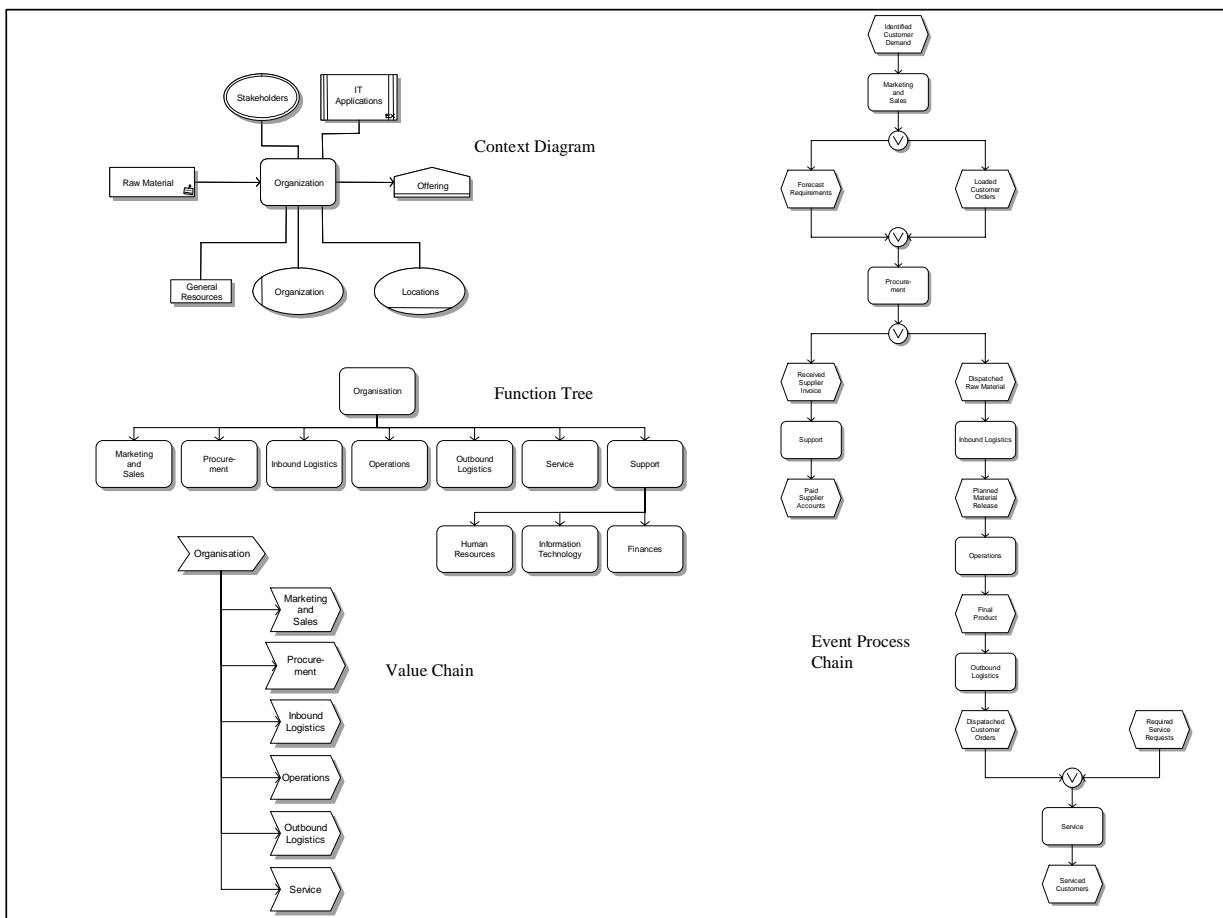 Stakeholders
IT
Applications
Context Diagram
Raw Material
Organization
Offering
General
Resources
Organization
Locations
Organisation
Function Tree
Marketing
and
Sales
Procure-
ment
Inbound Logistics
Operations
Outbound
Logistics
Service
Support
Human
Resources
Information
Technology
Finances
Organisation
Marketing
and
Sales
Procure-
ment
Value Chain
Inbound
Logistics
Operations
Outbound
Logistics
Service
Identified
Customer
Demand
Marketing
and
Sales
V
Forecast
Requirements
Loaded
Customer
Orders
V
Procure-
ment
V
Received
Supplier
Invoice
Dispatched
Raw Material
Support
Inbound Logistics
Paid
Supplier
Accounts
Planned
Material
Release
Operations
Final
Product
Event Process
Chain
Outbound
Logistics
Dispatached
Customer
Orders
Required
Service
Requests
V
Service
Serviced
Customers